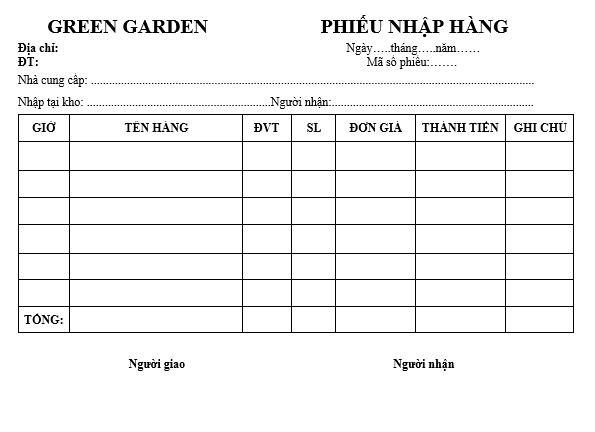 GREEN GARDEN PHIẾU NHẬP HÀNG
Địa chỉ: Ngày…..tháng…..năm……
ĐT: Mã số phiếu:…….
Nhà cung cấp: ....................................................................................................................................................
Nhập tại kho: .............................................................Người nhận:...................................................................
GIỜ TÊN HÀNG ĐVT SL ĐƠN GIÁ THÀNH TIỀN GHI CHÚ
TỔNG:
Người giao Người nhận